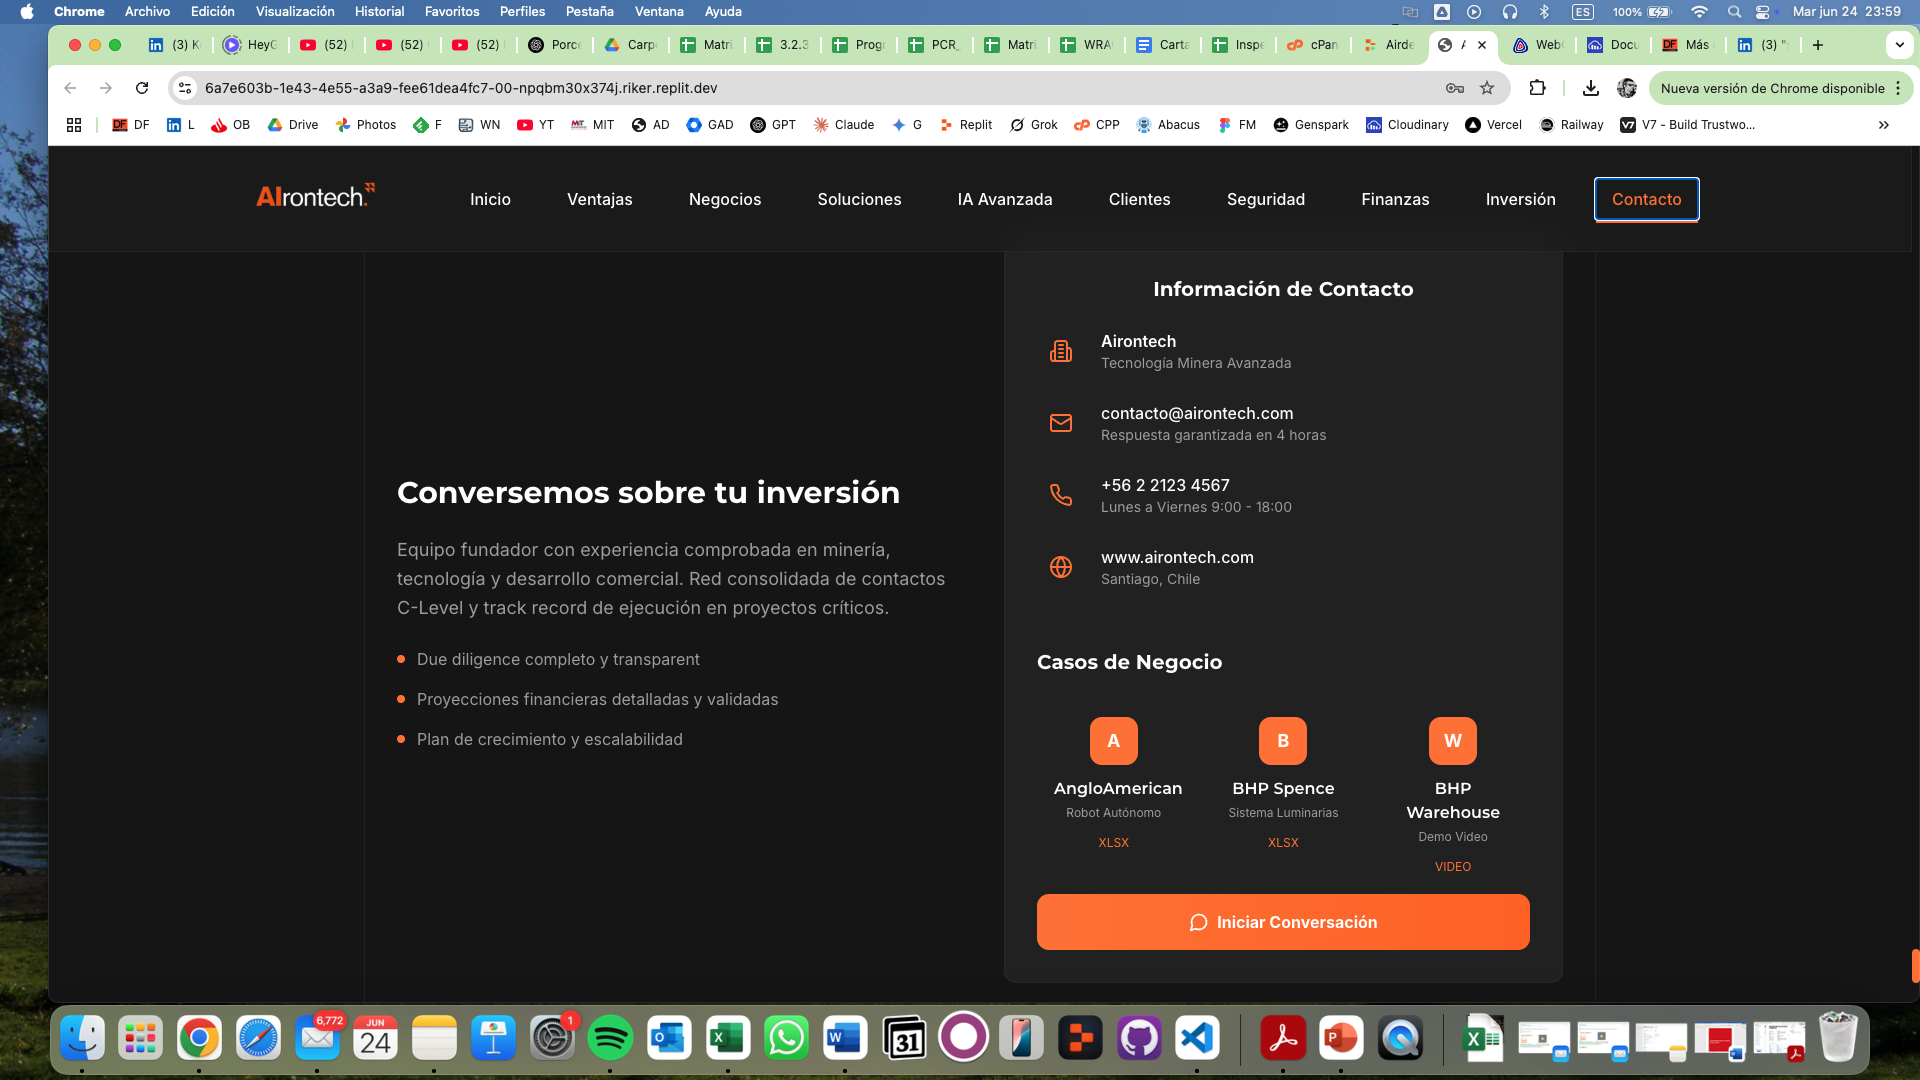 Chrome Archivo Edición Visualización Historial Favoritos Perfiles Pestaña Ventana Ayuda ES 100% Mar jun 24 23:59
(3) HeyG (52) (52) (52) Porce Carp Matri 3.2.3 Progr PCR_ Matri WRA Carta Inspe cPan Airde Web Docu Más (3) "
6a7e603b-1e43-4e55-a3a9-fee61dea4fc7-00-npqbm30x374j.riker.replit.dev Nueva versión de Chrome disponible
DF L OB Drive Photos F WN YT MIT AD GAD GPT Claude G Replit Grok CPP Abacus FM Genspark Cloudinary Vercel Railway V7 - Build Trustwo...
AIrontech. Inicio Ventajas Negocios Soluciones IA Avanzada Clientes Seguridad Finanzas Inversión Contacto
Conversemos sobre tu inversión
Equipo fundador con experiencia comprobada en minería,
tecnología y desarrollo comercial. Red consolidada de contactos
C-Level y track record de ejecución en proyectos críticos.
Due diligence completo y transparent
Proyecciones financieras detalladas y validadas
Plan de crecimiento y escalabilidad
Información de Contacto
Airontech
Tecnología Minera Avanzada
contacto@airontech.com
Respuesta garantizada en 4 horas
+56 2 2123 4567
Lunes a Viernes 9:00 - 18:00
www.airontech.com
Santiago, Chile
Casos de Negocio
A
AngloAmerican
Robot Autónomo
XLSX
B
BHP Spence
Sistema Luminarias
XLSX
W
BHP
Warehouse
Demo Video
VIDEO
Iniciar Conversación
6,772
JUN
24
1
31